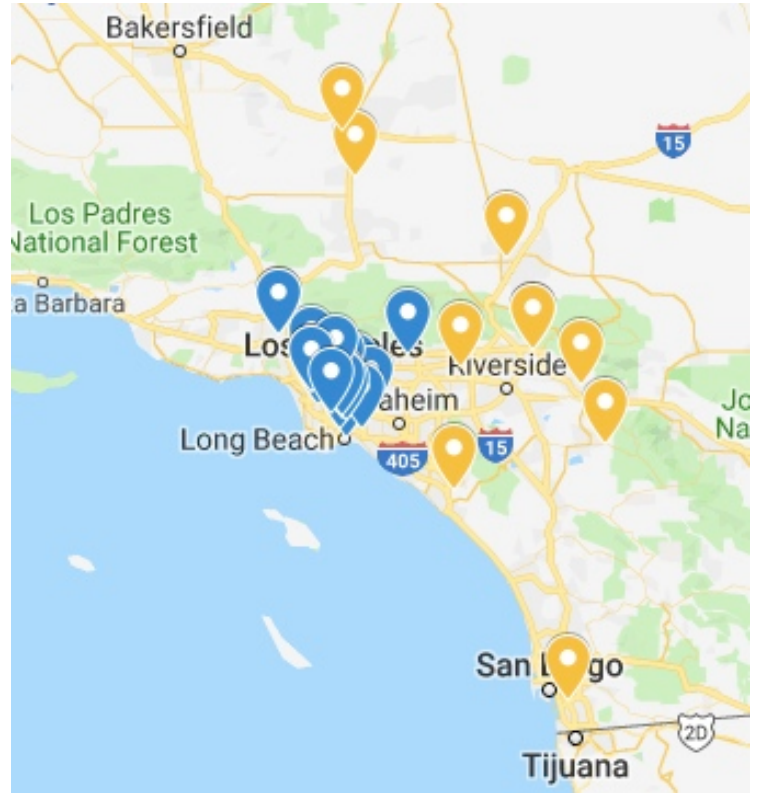 Bakersfield
15
Los Padres
National Forest
a Barbara
Los les
Riverside
Jo
Na
aheim
Long Beach
405
15
San go
2D
Tijuana